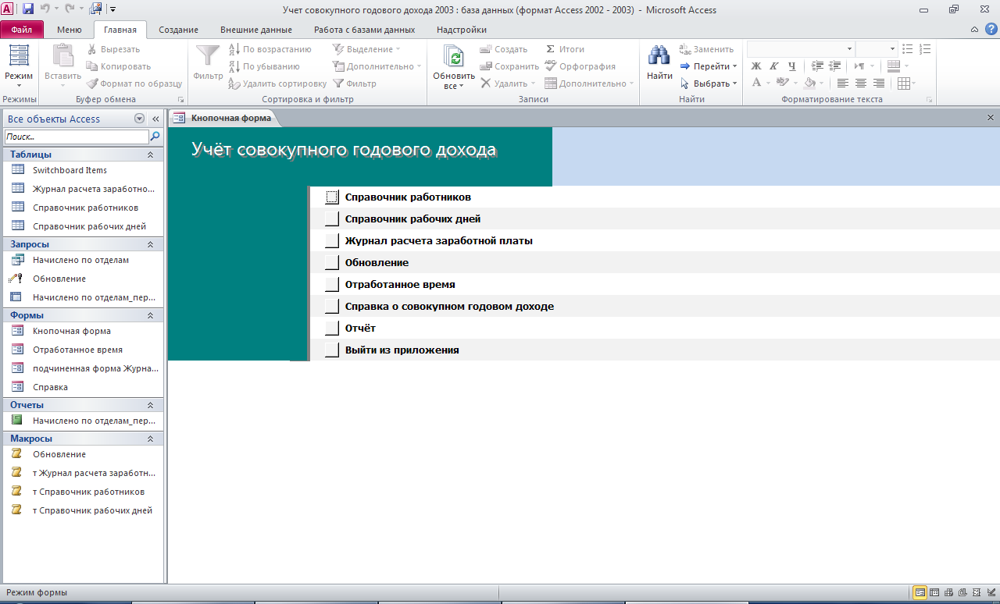 Учет совокупного годового дохода 2003 : база данных (формат Access 2002 - 2003) - Microsoft Access
Файл Меню Главная Создание Внешние данные Работа с базами данных Надстройки
Режим
Режимы
Вставить
Вырезать
Копировать
Формат по образцу
Буфер обмена
Фильтр
По возрастанию
По убыванию
Удалить сортировку
Выделение
Дополнительно
Фильтр
Сортировка и фильтр
Обновить
все
Создать
Сохранить
Удалить
Итоги
Орфография
Дополнительно
Записи
Найти
Заменить
Перейти
Выбрать
Найти
Ж К Ч
А
Форматирование текста
Все объекты Access
Поиск...
Таблицы
Switchboard Items
Журнал расчета заработно...
Справочник работников
Справочник рабочих дней
Запросы
Начислено по отделам
Обновление
Начислено по отделам_пер...
Формы
Кнопочная форма
Отработанное время
подчиненная форма Журна...
Справка
Отчеты
Начислено по отделам_пер...
Макросы
Обновление
т Журнал расчета заработн...
т Справочник работников
т Справочник рабочих дней
Кнопочная форма
Учёт совокупного годового дохода
Справочник работников
Справочник рабочих дней
Журнал расчета заработной платы
Обновление
Отработанное время
Справка о совокупном годовом доходе
Отчёт
Выйти из приложения
Режим формы